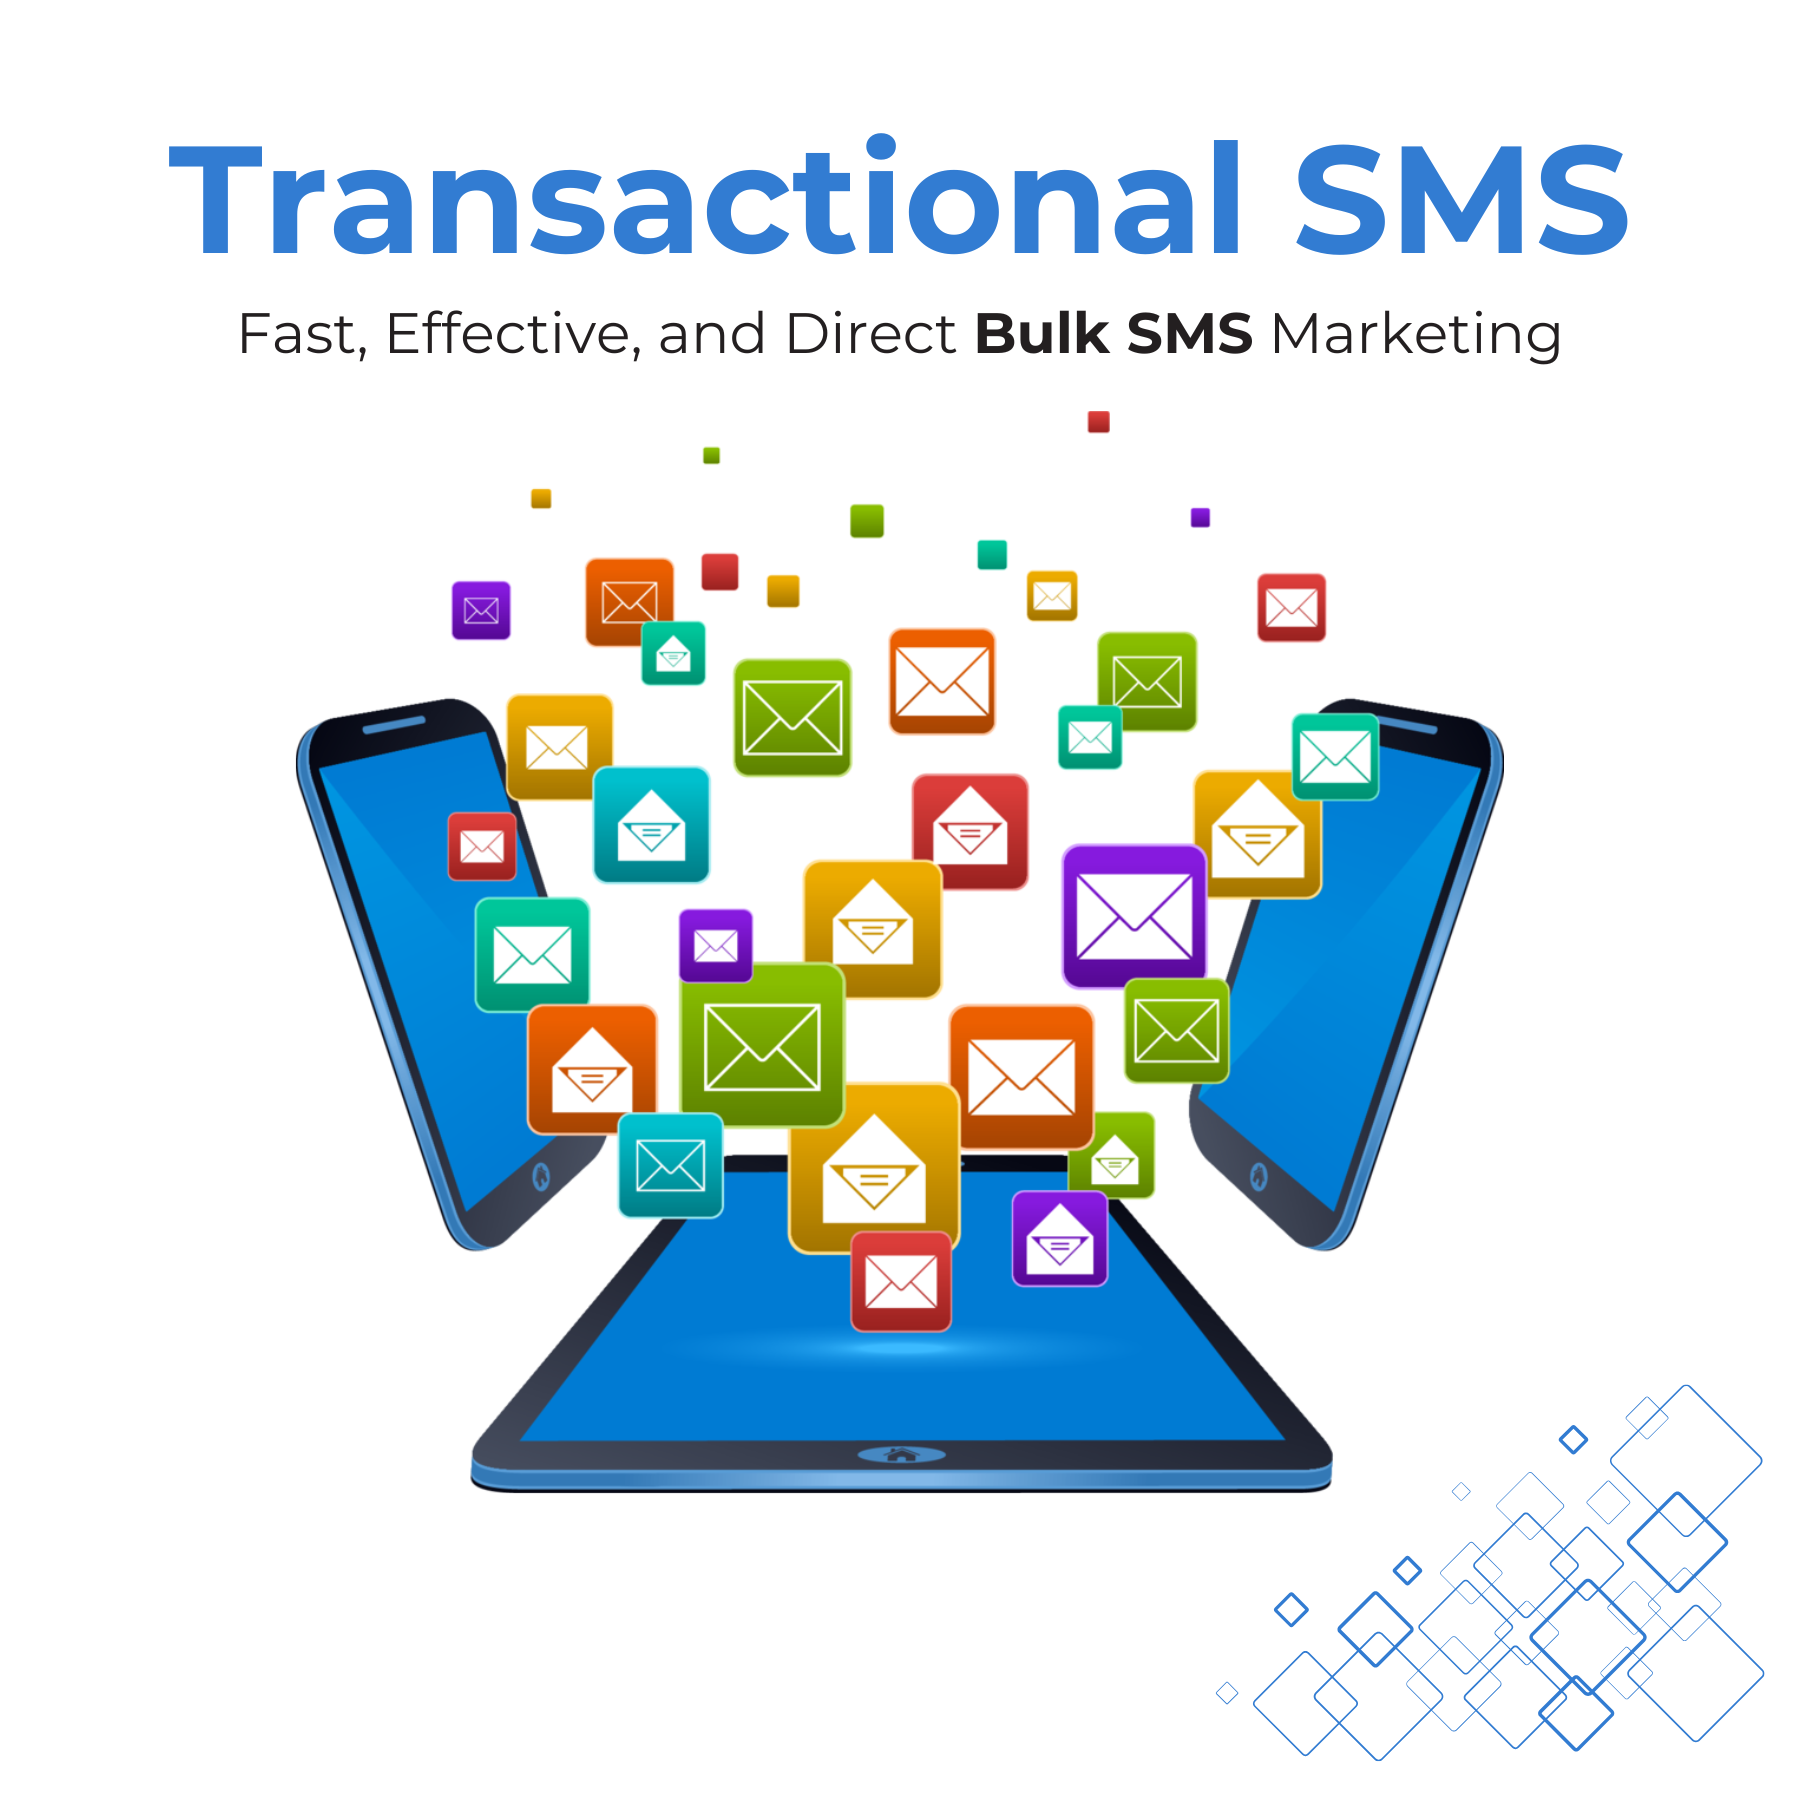 Transactional SMS
Fast, Effective, and Direct Bulk SMS Marketing